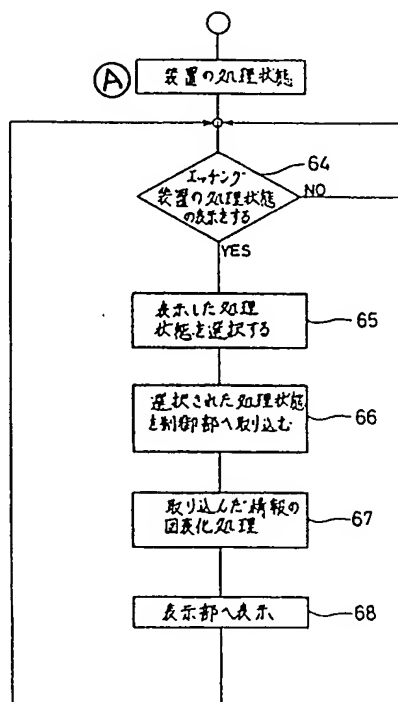 A
装置の処理状態
エッチング
装置の処理状態
の表示をする
64
NO
YES
表示した処理
状態を選択する
65
選択された処理状態
を制御部へ取り込む
66
取り込んだ情報の
図表化処理
67
表示部へ表示
68